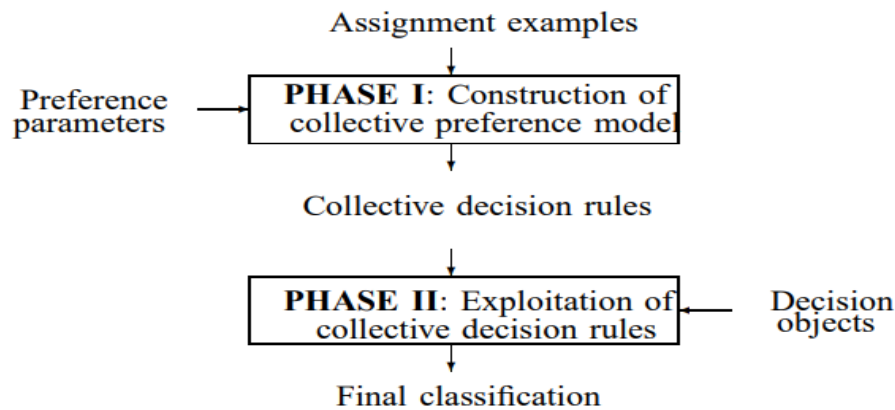 Assignment examples
Preference
parameters
PHASE I: Construction of
collective preference model
Collective decision rules
PHASE II: Exploitation of
collective decision rules
Decision
objects
Final classification